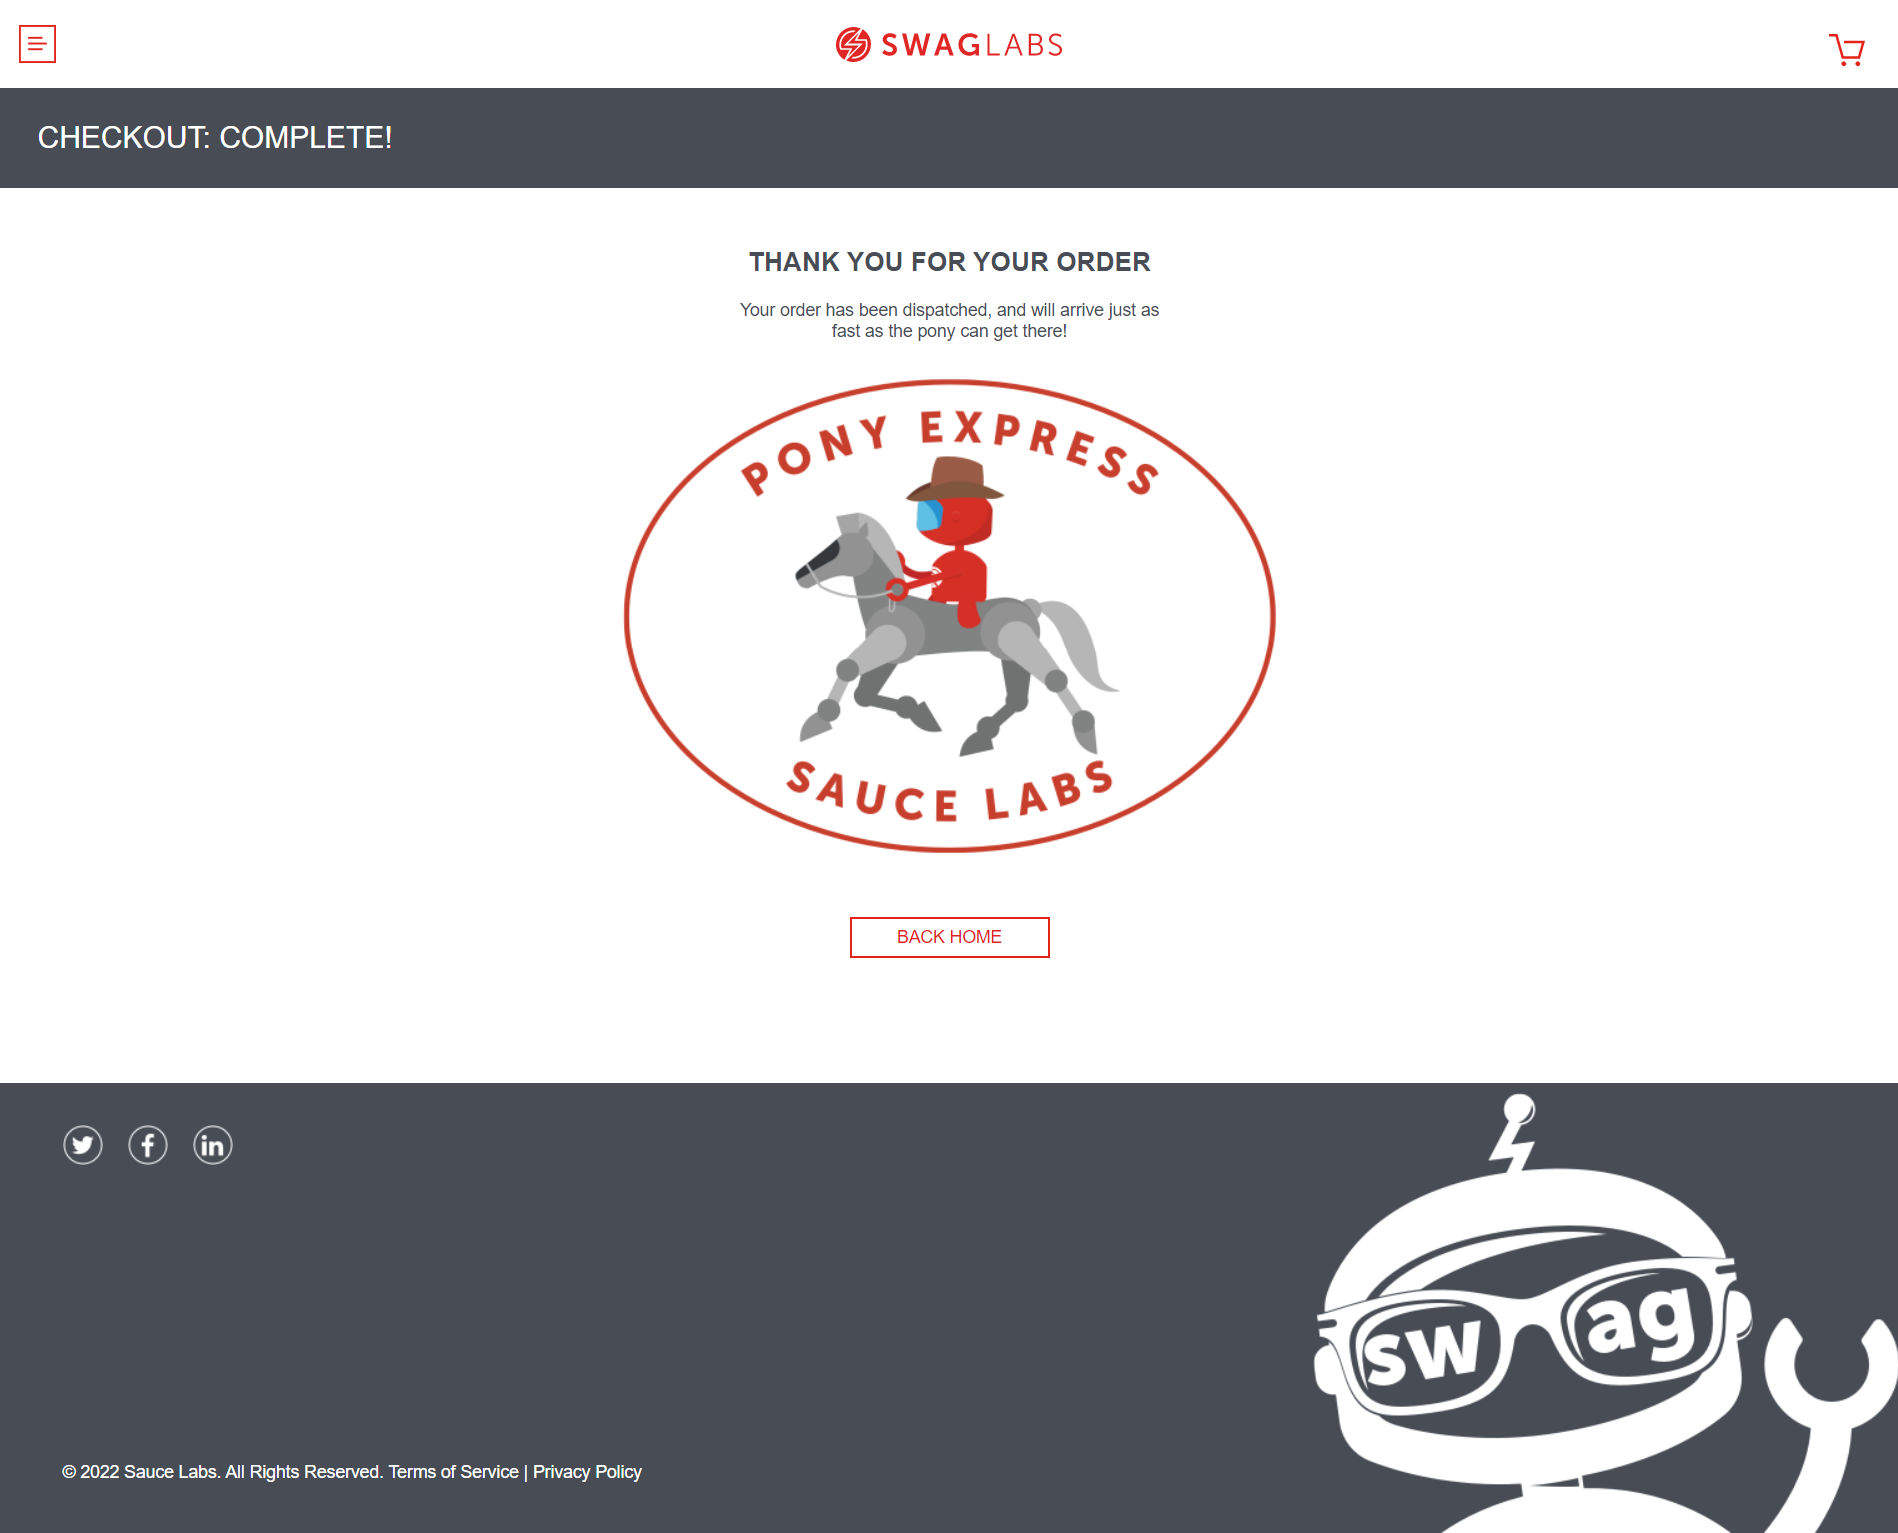 SWAGLABS
CHECKOUT: COMPLETE!
THANK YOU FOR YOUR ORDER
Your order has been dispatched, and will arrive just as
fast as the pony can get there!
PONY EXPRESS
SAUCE LABS
BACK HOME
swag
© 2022 Sauce Labs. All Rights Reserved. Terms of Service | Privacy Policy